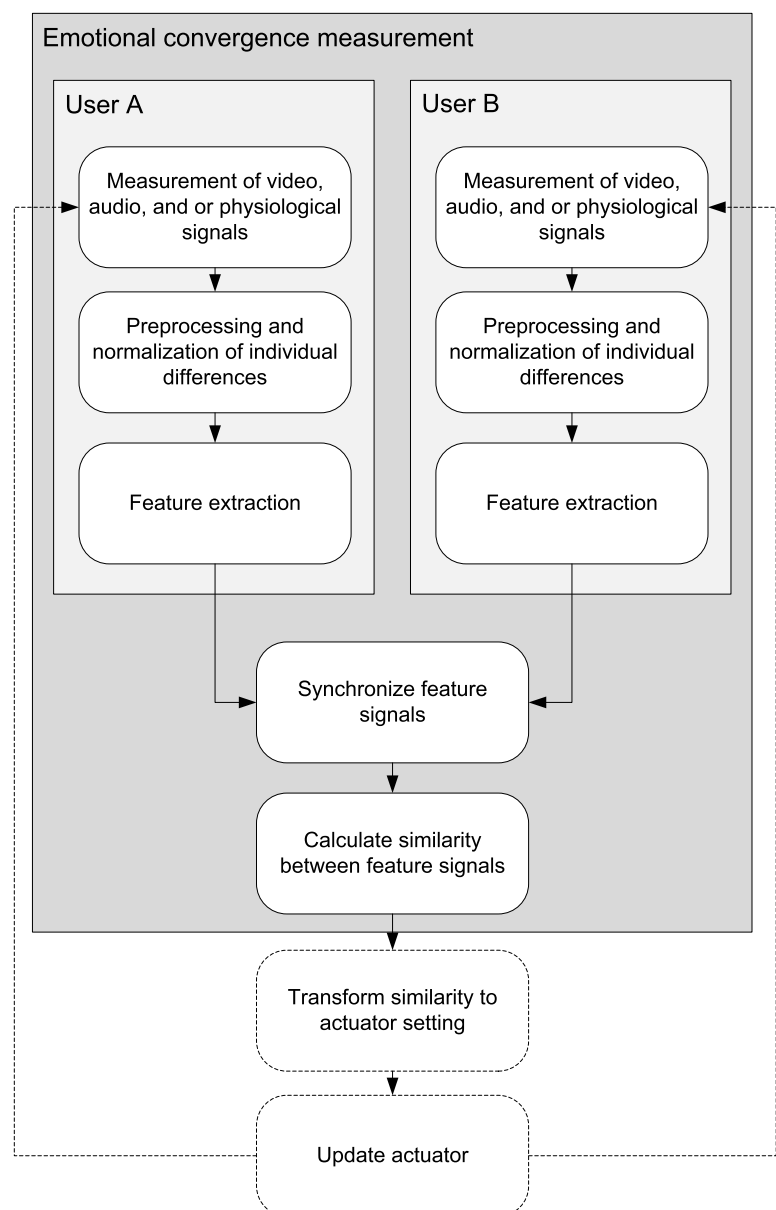 Emotional convergence measurement
User A
Measurement of video,
audio, and or physiological
signals
Preprocessing and
normalization of individual
differences
Feature extraction
User B
Measurement of video,
audio, and or physiological
signals
Preprocessing and
normalization of individual
differences
Feature extraction
Synchronize feature
signals
Calculate similarity
between feature signals
Transform similarity to
actuator setting
Update actuator